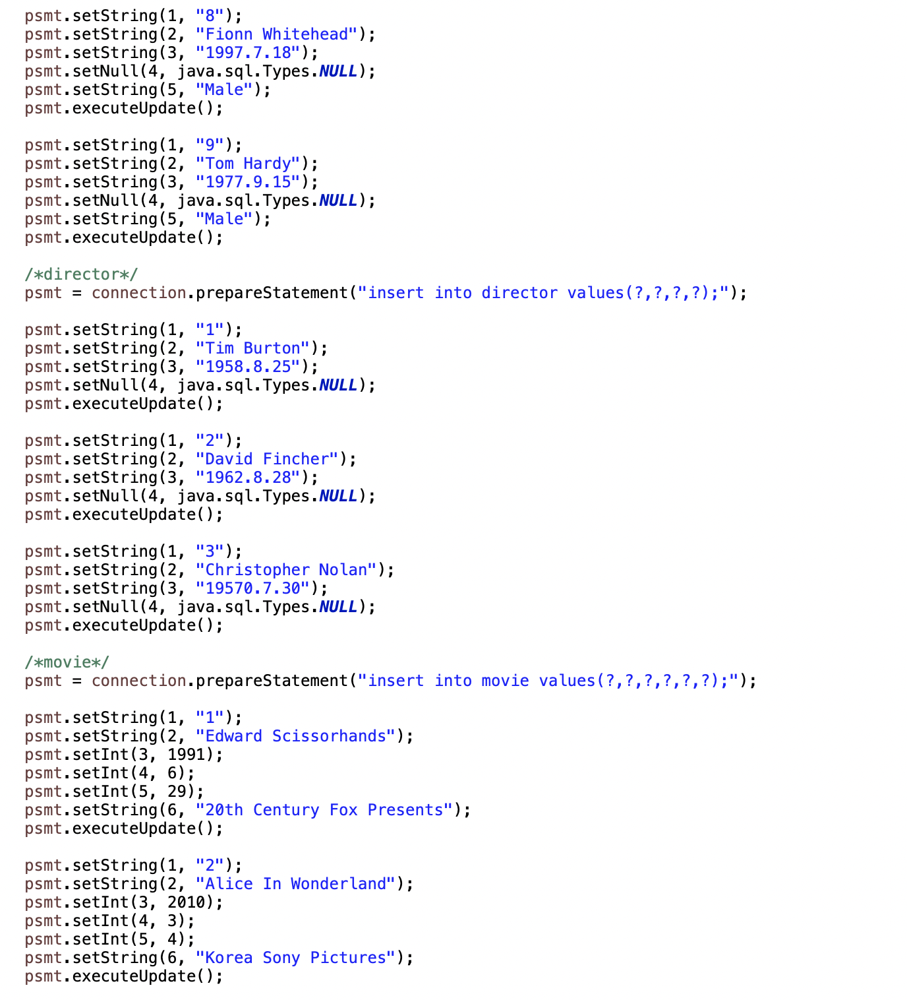 psmt.setString(1, "8");
psmt.setString(2, "Fionn Whitehead");
psmt.setString(3, "1997.7.18");
psmt.setNull(4, java.sql.Types.NULL);
psmt.setString(5, "Male");
psmt.executeUpdate();

psmt.setString(1, "9");
psmt.setString(2, "Tom Hardy");
psmt.setString(3, "1977.9.15");
psmt.setNull(4, java.sql.Types.NULL);
psmt.setString(5, "Male");
psmt.executeUpdate();

/*director*/
psmt = connection.prepareStatement("insert into director values(?,?,?,?);");

psmt.setString(1, "1");
psmt.setString(2, "Tim Burton");
psmt.setString(3, "1958.8.25");
psmt.setNull(4, java.sql.Types.NULL);
psmt.executeUpdate();

psmt.setString(1, "2");
psmt.setString(2, "David Fincher");
psmt.setString(3, "1962.8.28");
psmt.setNull(4, java.sql.Types.NULL);
psmt.executeUpdate();

psmt.setString(1, "3");
psmt.setString(2, "Christopher Nolan");
psmt.setString(3, "19570.7.30");
psmt.setNull(4, java.sql.Types.NULL);
psmt.executeUpdate();

/*movie*/
psmt = connection.prepareStatement("insert into movie values(?,?,?,?,?,?);");

psmt.setString(1, "1");
psmt.setString(2, "Edward Scissorhands");
psmt.setInt(3, 1991);
psmt.setInt(4, 6);
psmt.setInt(5, 29);
psmt.setString(6, "20th Century Fox Presents");
psmt.executeUpdate();

psmt.setString(1, "2");
psmt.setString(2, "Alice In Wonderland");
psmt.setInt(3, 2010);
psmt.setInt(4, 3);
psmt.setInt(5, 4);
psmt.setString(6, "Korea Sony Pictures");
psmt.executeUpdate();